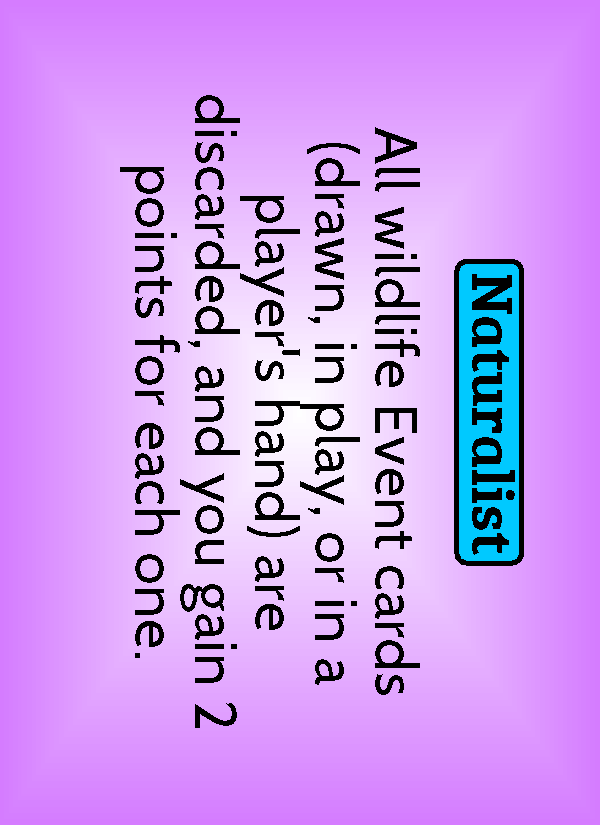 Naturalist
All wildlife Event cards
(drawn, in play, or in a
player's hand) are
discarded, and you gain 2
points for each one.